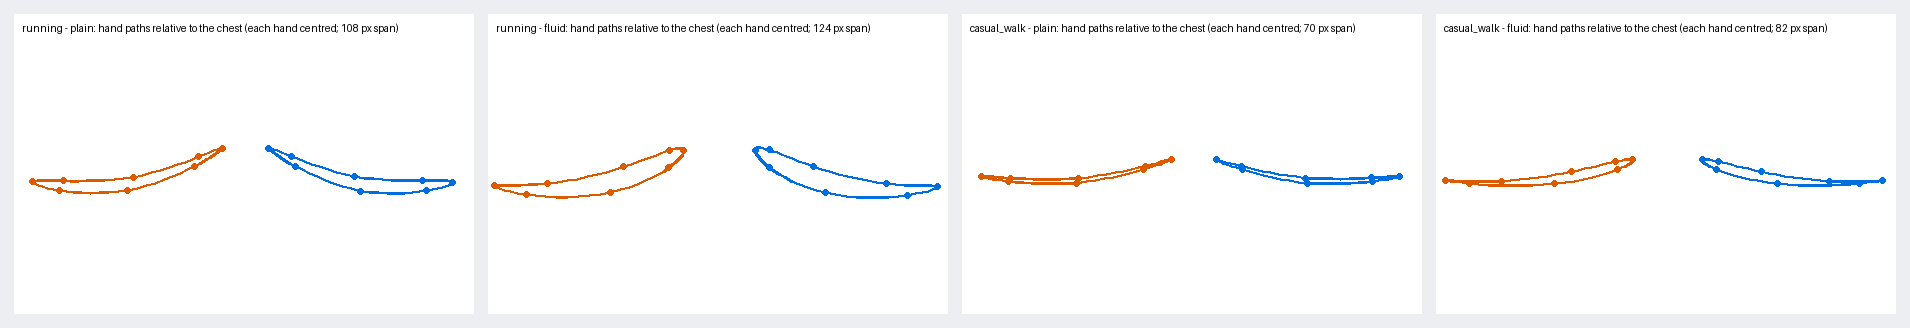 running - plain: hand paths relative to the chest (each hand centred; 108 px span)
running - fluid: hand paths relative to the chest (each hand centred; 124 px span)
casual_walk - plain: hand paths relative to the chest (each hand centred; 70 px span)
casual_walk - fluid: hand paths relative to the chest (each hand centred; 82 px span)